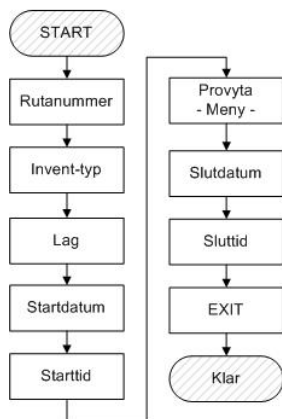 START
Rutanummer
Invent-typ
Lag
Startdatum
Starttid
Provyta
- Meny -
Slutdatum
Sluttid
EXIT
Klar